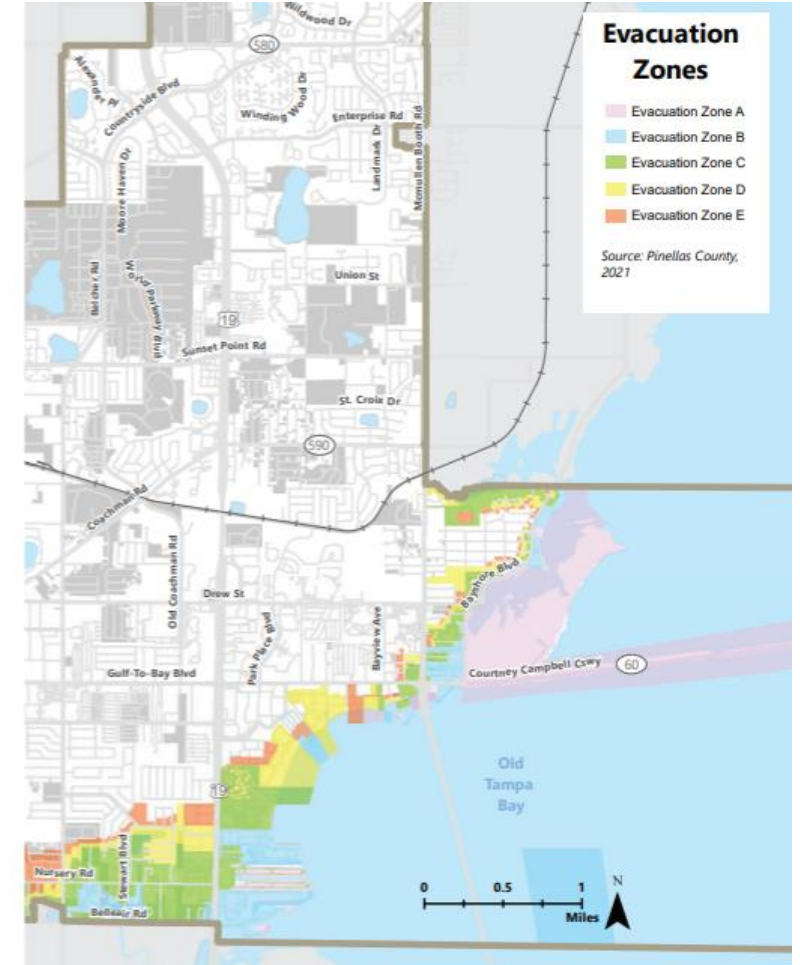 Evacuation
Zones
Evacuation Zone A
Evacuation Zone B
Evacuation Zone C
Evacuation Zone D
Evacuation Zone E
Source: Pinellas County,
2021
Wildwood Dr
580
Alexander Pl
Countryside Blvd
Winding Wood Dr
Enterprise Rd
Landmark Dr
Mcmullen Booth Rd
Moore Haven Dr
Belcher Rd
World Parkway Blvd
Union St
19
Sunset Point Rd
St. Croix Dr
590
Coachman Rd
Old Coachman Rd
Drew St
Park Place Blvd
Bayview Ave
Bayshore Blvd
Gulf-To-Bay Blvd
Courtney Campbell Cswy
60
Old
Tampa
Bay
19
Stewart Blvd
Nursery Rd
Belleair Rd
0 0.5 1
Miles
N